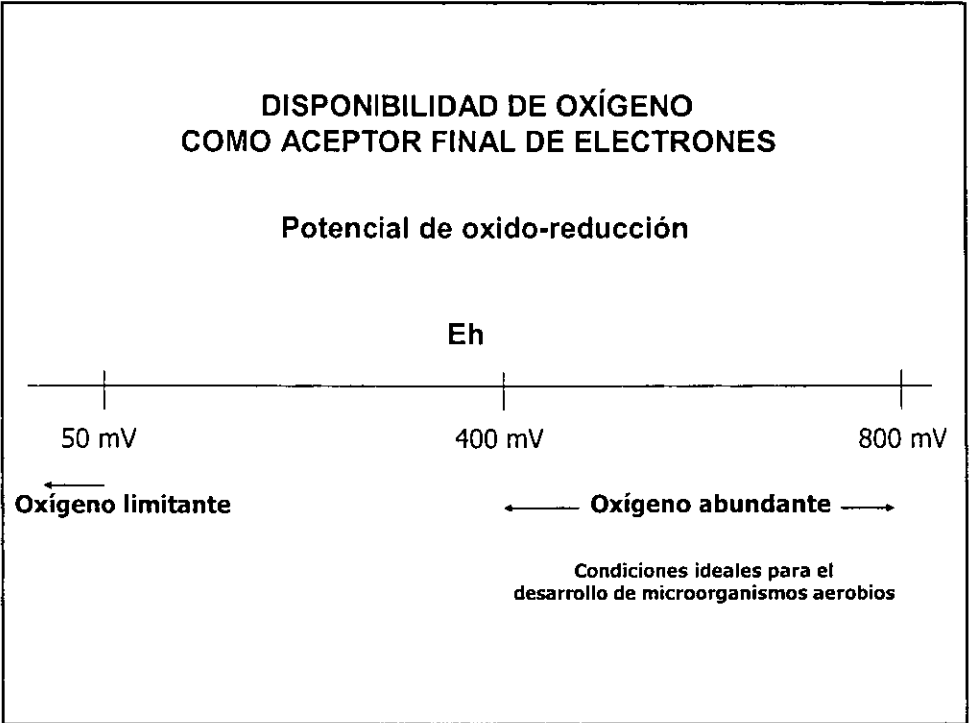 DISPONIBILIDAD DE OXÍGENO
COMO ACEPTOR FINAL DE ELECTRONES
Potencial de oxido-reducción
Eh
50 mV
400 mV
800 mV
Oxígeno limitante
Oxígeno abundante
Condiciones ideales para el
desarrollo de microorganismos aerobios